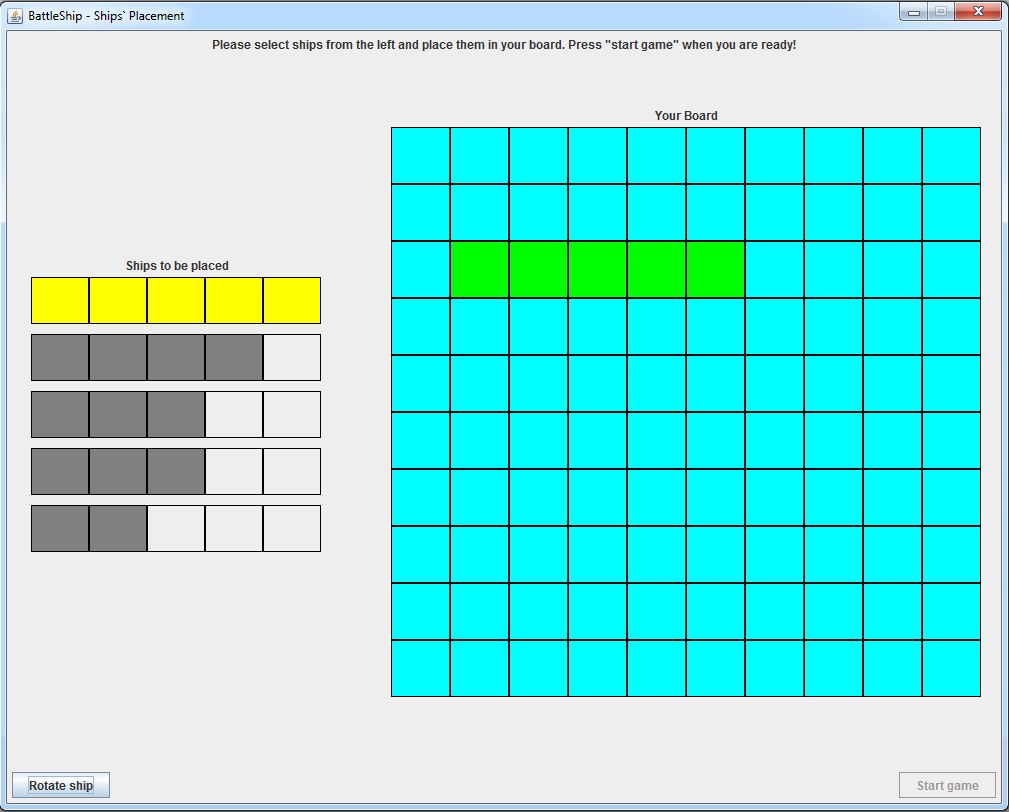 BattleShip - Ships` Placement
Please select ships from the left and place them in your board. Press "start game" when you are ready!
Your Board
Ships to be placed
Rotate ship
Start game